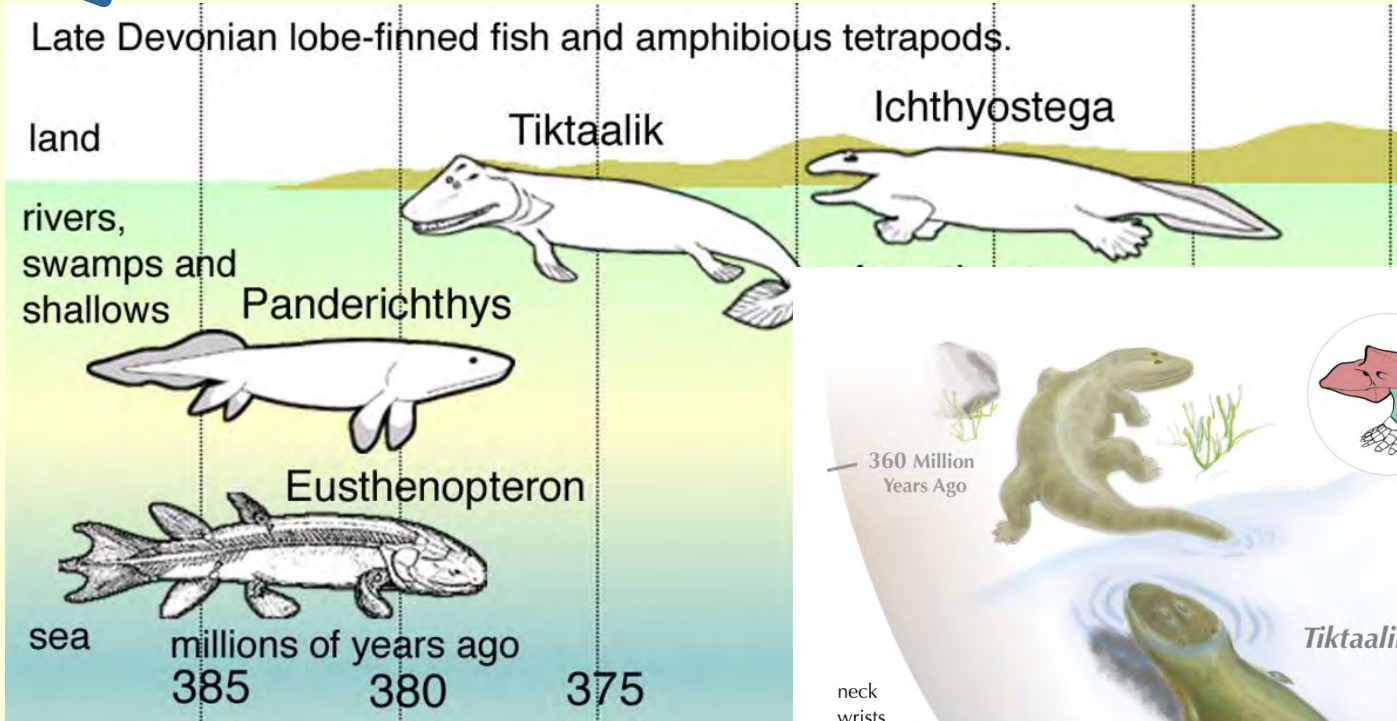 Late Devonian lobe-finned fish and amphibious tetrapods.
land
Tiktaalik
Ichthyostega
rivers,
swamps and
shallows
Panderichthys
Eusthenopteron
sea
millions of years ago
385
380
375
360 Million
Years Ago
neck
wrists